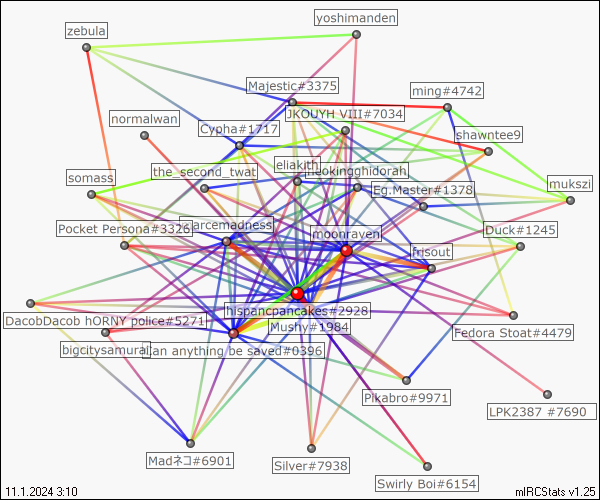 yoshimanden
zebula
Majestic#3375
ming#4742
JKOUYH VIII#7034
normalwan
Cypha#1717
shawntee9
eliakith
the_second_twat
theokingghidorah
somass
Eg.Master#1378
mukszi
arcemadness
Pocket Persona#3326
moonraven
Duck#1245
frisout
hispancpancakes#2928
DacobDacob hORNY police#5271
Mushy#1984
Fedora Stoat#4479
bigcitysamurai
can anything be saved#0396
Pikabro#9971
LPK2387 #7690
Madネコ#6901
Silver#7938
Swirly Boi#6154
11.1.2024 3:10
mIRCStats v1.25